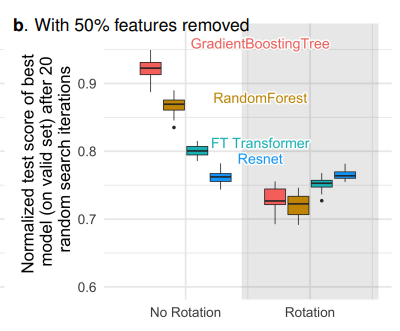 b. With 50% features removed
Normalized test score of best
model (on valid set) after 20
random search iterations
0.9
0.8
0.7
0.6
GradientBoostingTree
RandomForest
FT Transformer
Resnet
No Rotation
Rotation